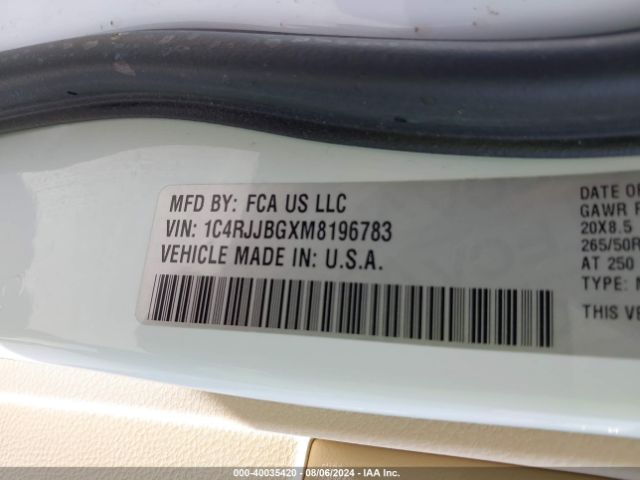 MFD BY: FCA US LLC
VIN: 1C4RJJBGXM8196783
VEHICLE MADE IN: U.S.A.
DATE OF
GAWR F
20X8.5
265/50R
AT 250
TYPE:
THIS VE
000-40035420 - 08/06/2024 - IAA Inc.